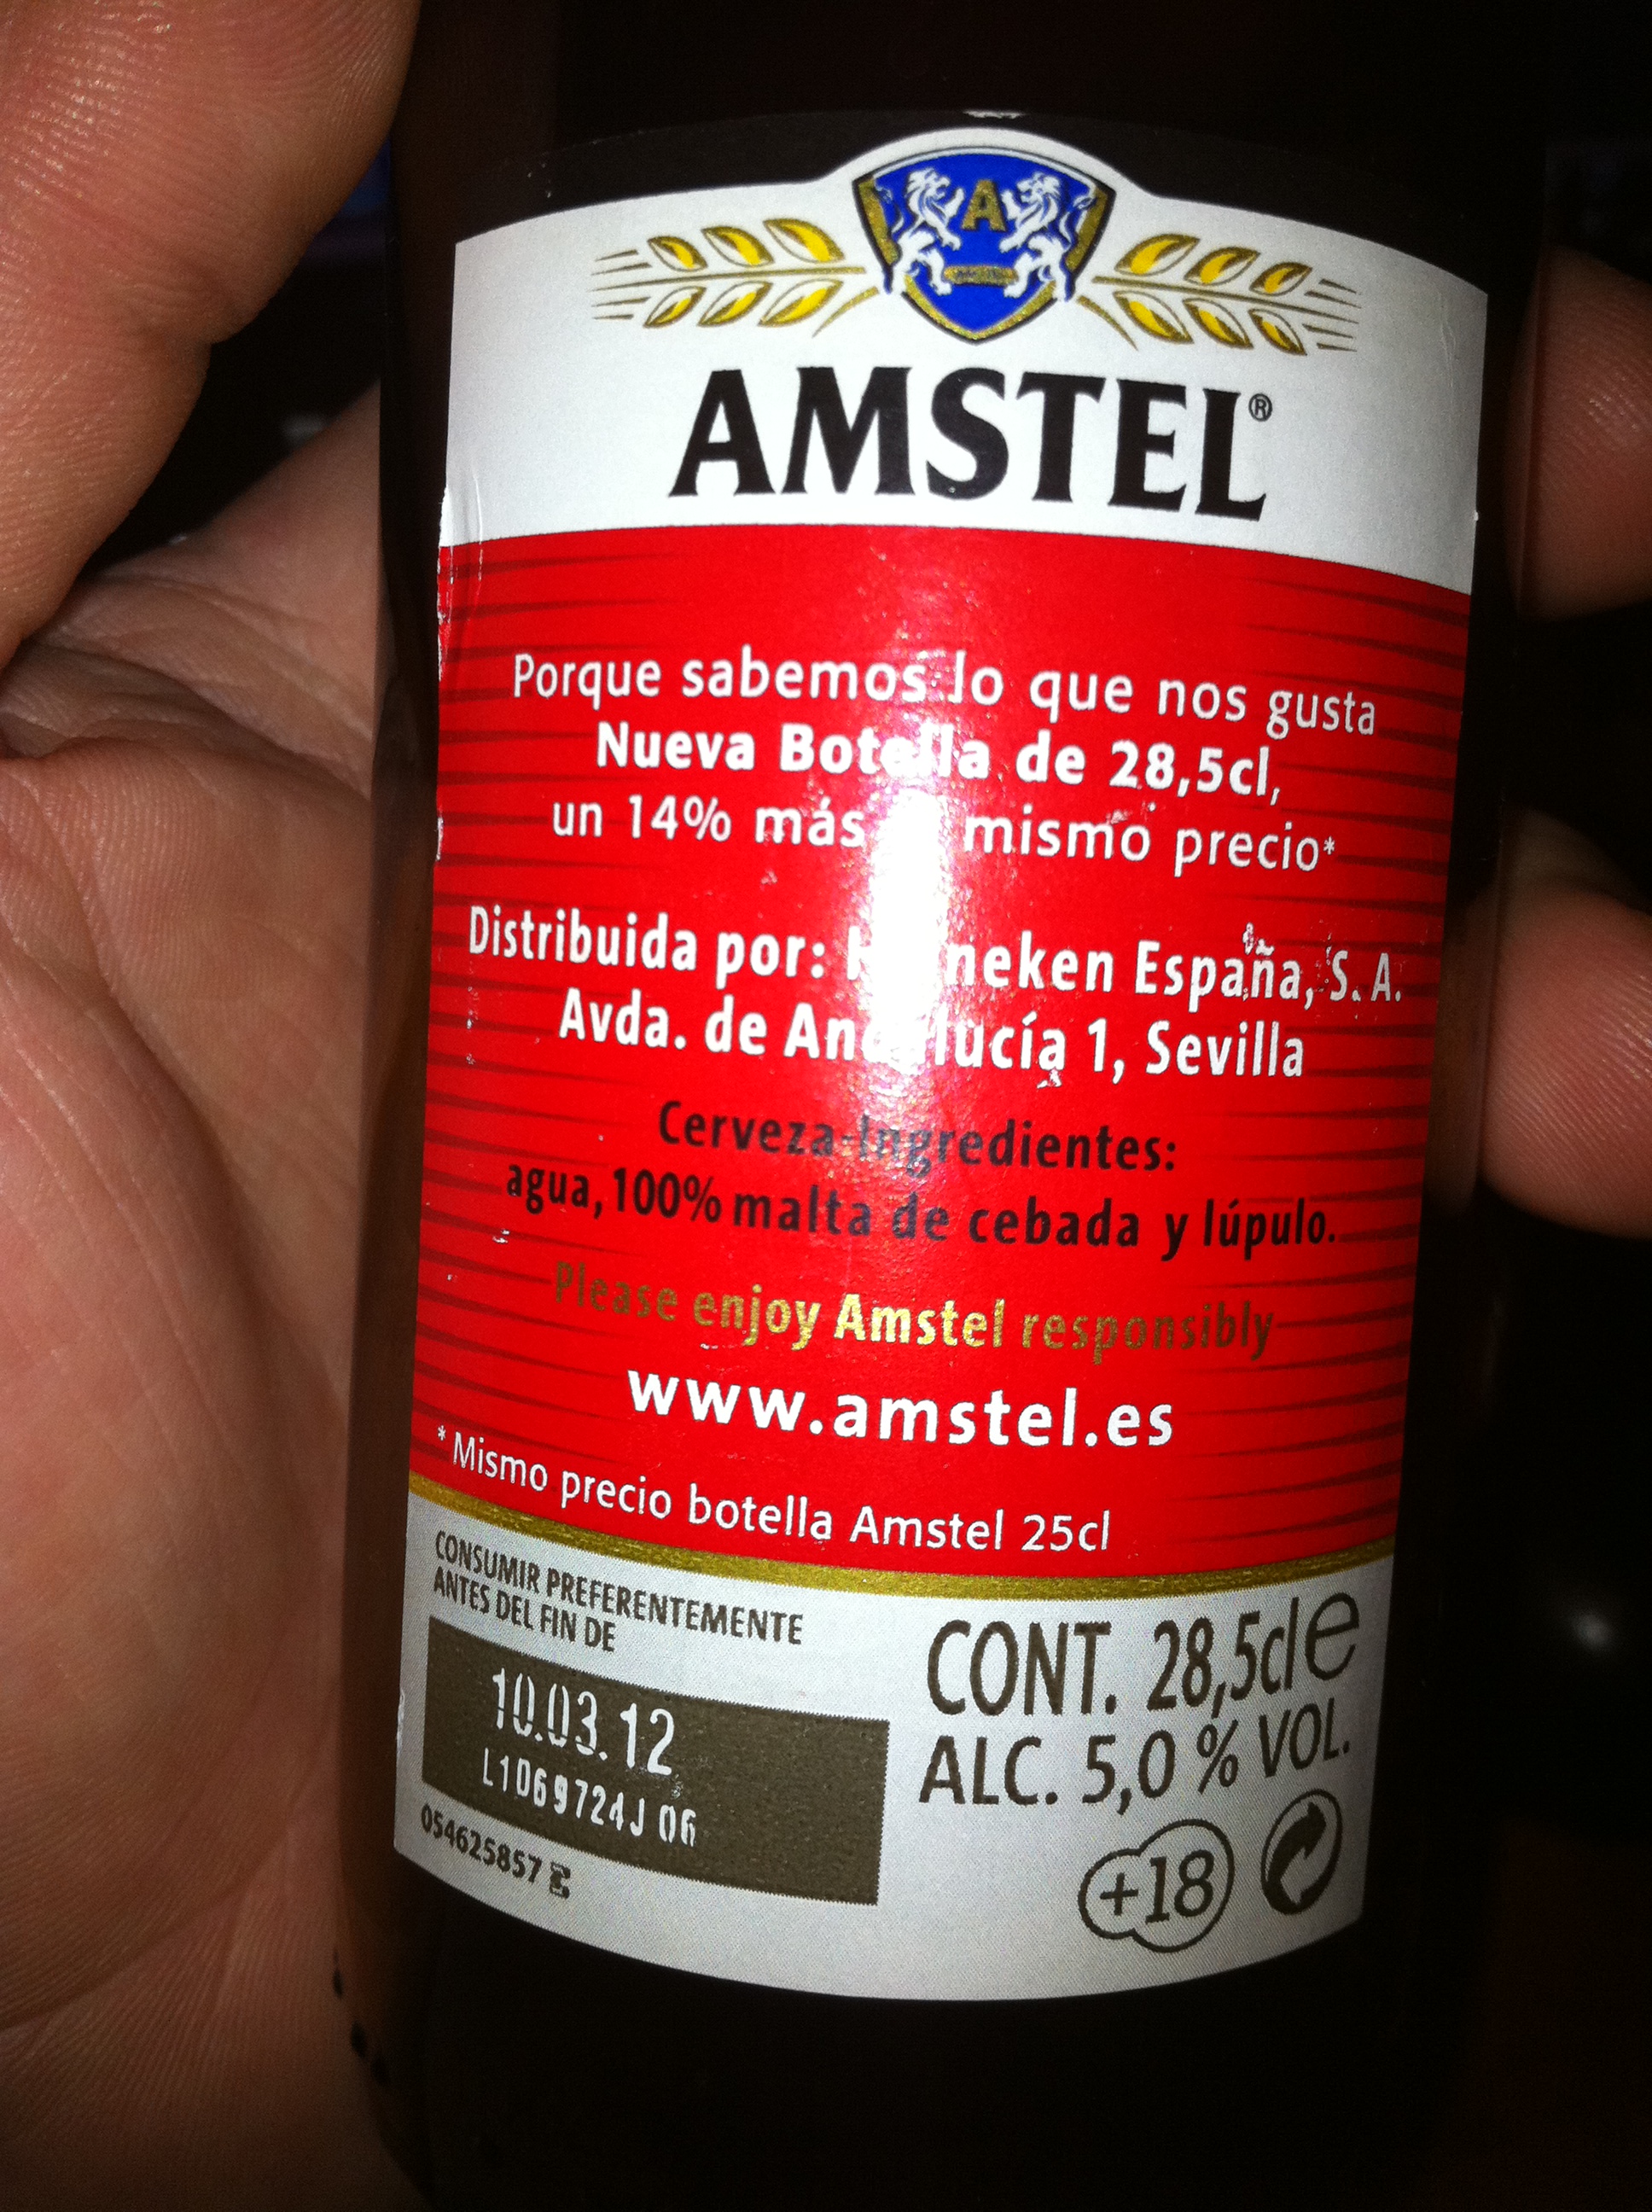 A
AMSTEL®
Porque sabemos lo que nos gusta
Nueva Botella de 28,5cl,
un 14% más mismo precio*
Distribuida por: Heineken España, S.A.
Avda. de Andalucía 1, Sevilla
Cerveza-Ingredientes:
agua, 100% malta de cebada y lúpulo.
Please enjoy Amstel responsibly
www.amstel.es
* Mismo precio botella Amstel 25cl
CONSUMIR PREFERENTEMENTE
ANTES DEL FIN DE
10.03.12
L1069724J 06
054625857 E
CONT. 28,5cl e
ALC. 5,0 % VOL.
+18